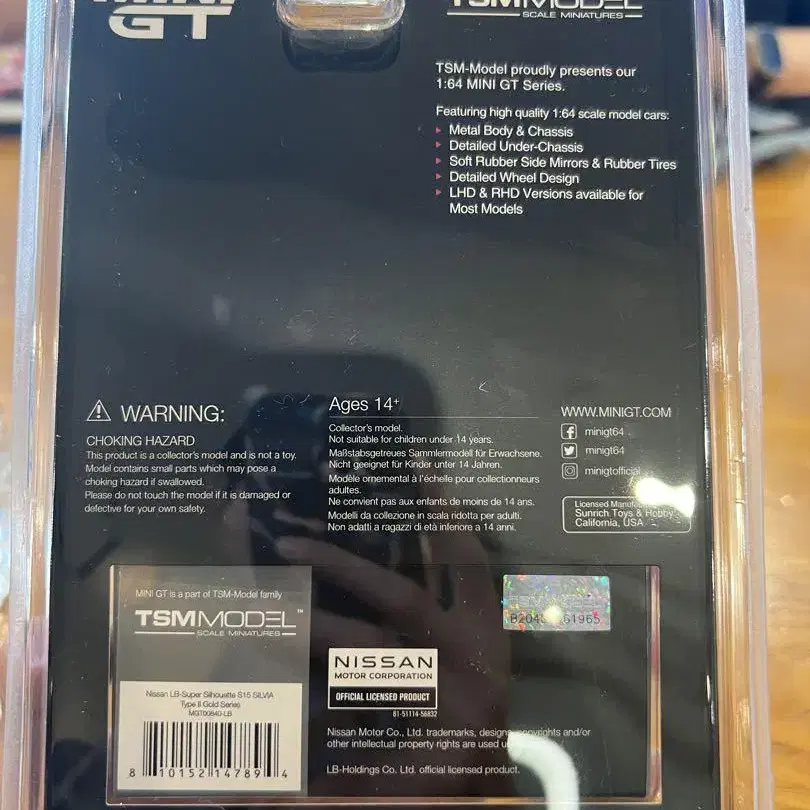 MINI
GT
TSMMODEL
SCALE MINIATURES
TSM-Model proudly presents our
1:64 MINI GT Series.
Featuring high quality 1:64 scale model cars:
Metal Body & Chassis
Detailed Under-Chassis
Soft Rubber Side Mirrors & Rubber Tires
Detailed Wheel Design
LHD & RHD Versions available for
Most Models
WARNING:
CHOKING HAZARD
This product is a collector's model and is not a toy.
Model contains small parts which may pose a
choking hazard if swallowed.
Please do not touch the model if it is damaged or
defective for your own safety.
Ages 14+
Collector's model.
Not suitable for children under 14 years.
Maßstabsgetreues Sammlermodell für Erwachsene.
Nicht geeignet für Kinder unter 14 Jahren.
Modèle ornemental à l'échelle pour collectionneurs
adultes.
Ne convient pas aux enfants de moins de 14 ans.
Modelli da collezione in scala ridotta per adulti.
Non adatti a ragazzi di età inferiore a 14 anni.
WWW.MINIGT.COM
minigt64
minigt64
minigtofficial
Licensed
Sunrich Toys & Hobby
California, USA
MINI GT is a part of TSM-Model family
TSMMODEL™
SCALE MINIATURES
Nissan LB-Super Silhouette S15 SILVIA
Type II Gold Series
MGT00840-LB
8 10152 14789 4
NISSAN
MOTOR CORPORATION
OFFICIAL LICENSED PRODUCT
81-51114-56832
Nissan Motor Co., Ltd. trademarks, designs, copyrights and/or
other intellectual property rights are used
LB-Holdings Co. Ltd. official licensed product.